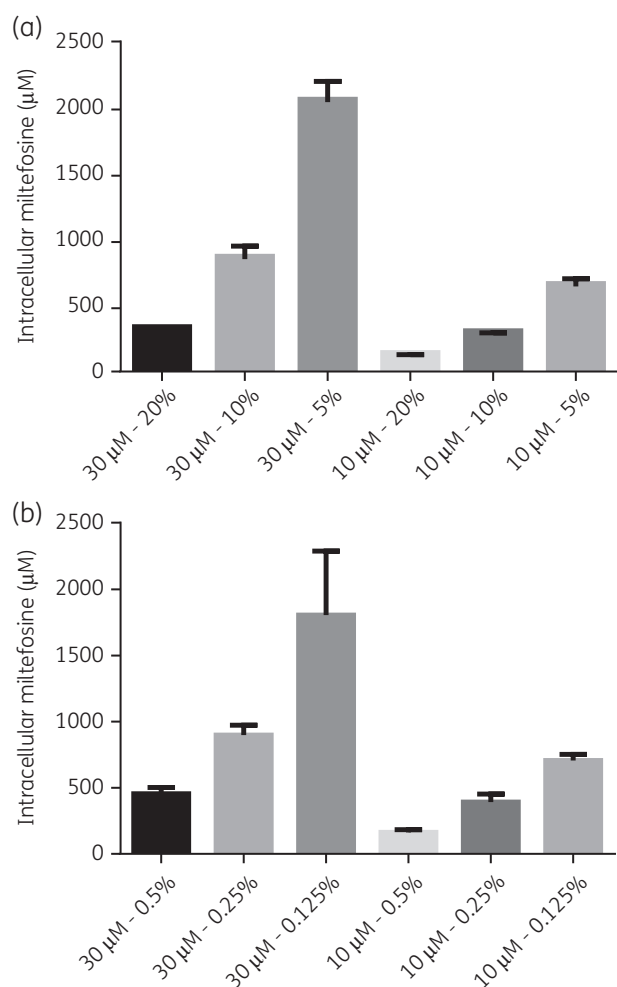 (a)
Intracellular miltefosine (μM)
2500
2000
1500
1000
500
0
30 μM - 20%
30 μM - 10%
30 μM - 5%
10 μM - 20%
10 μM - 10%
10 μM - 5%
(b)
Intracellular miltefosine (μM)
2500
2000
1500
1000
500
0
30 μM - 0.5%
30 μM - 0.25%
30 μM - 0.125%
10 μM - 0.5%
10 μM - 0.25%
10 μM - 0.125%